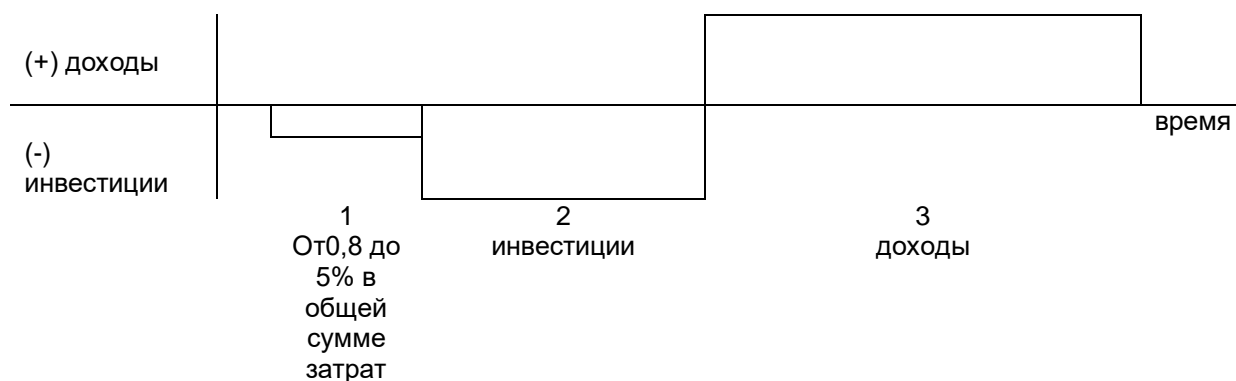 (+) доходы
время
(-)
инвестиции
1
От0,8 до
5% в
общей
сумме
затрат
2
инвестиции
3
доходы